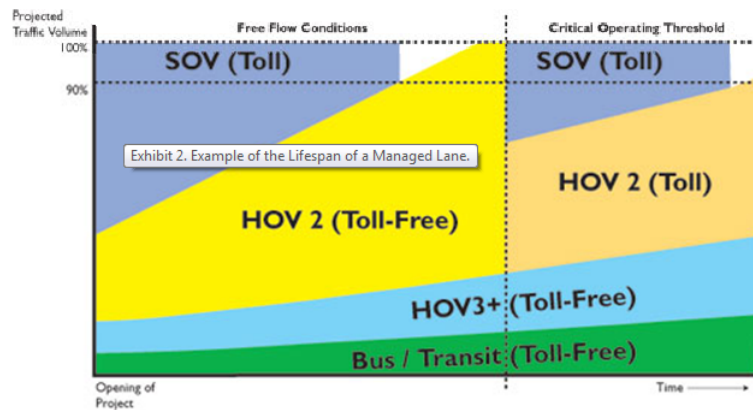 Projected
Traffic Volume
Free Flow Conditions
Critical Operating Threshold
100%
SOV (Toll)
SOV (Toll)
90%
Exhibit 2. Example of the Lifespan of a Managed Lane.
HOV 2 (Toll)
HOV 2 (Toll-Free)
HOV3+ (Toll-Free)
Bus / Transit (Toll-Free)
Opening of
Project
Time